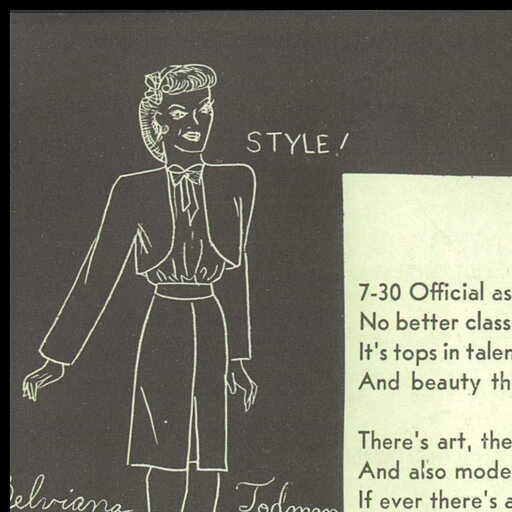 STYLE!
7-30 Official as
No better class
It's tops in talen
And beauty th
There's art, the
And also mode
If ever there's a
Belviana Todman